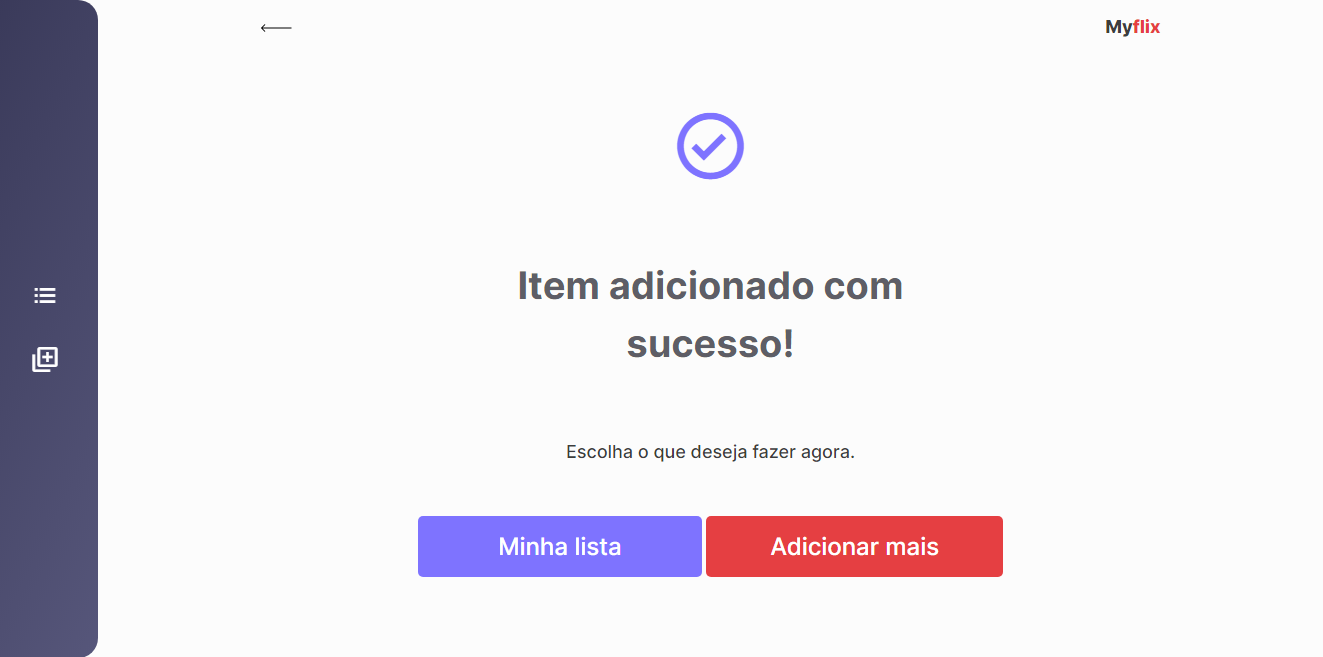 Myflix
Item adicionado com
sucesso!
Escolha o que deseja fazer agora.
Minha lista
Adicionar mais